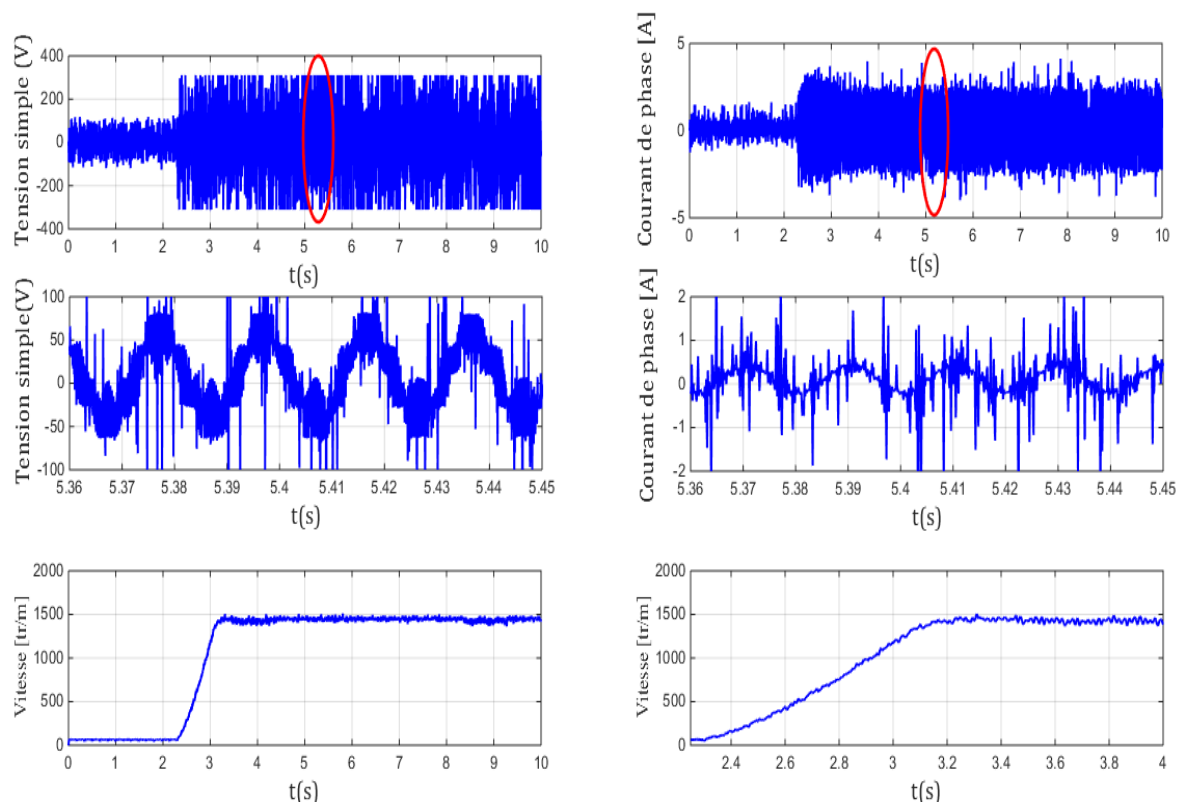 Tension simple (V)
400
200
0
-200
-400
0 1 2 3 4 5 6 7 8 9 10
t(s)
Courant de phase [A]
5
0
-5
0 1 2 3 4 5 6 7 8 9 10
t(s)
Tension simple(V)
100
50
0
-50
-100
5.36 5.37 5.38 5.39 5.4 5.41 5.42 5.43 5.44 5.45
t(s)
Courant de phase [A]
2
1
0
-1
-2
5.36 5.37 5.38 5.39 5.4 5.41 5.42 5.43 5.44 5.45
t(s)
Vitesse [tr/m]
2000
1500
1000
500
0
0 1 2 3 4 5 6 7 8 9 10
t(s)
Vitesse [tr/m]
2000
1500
1000
500
0
2.4 2.6 2.8 3 3.2 3.4 3.6 3.8 4
t(s)